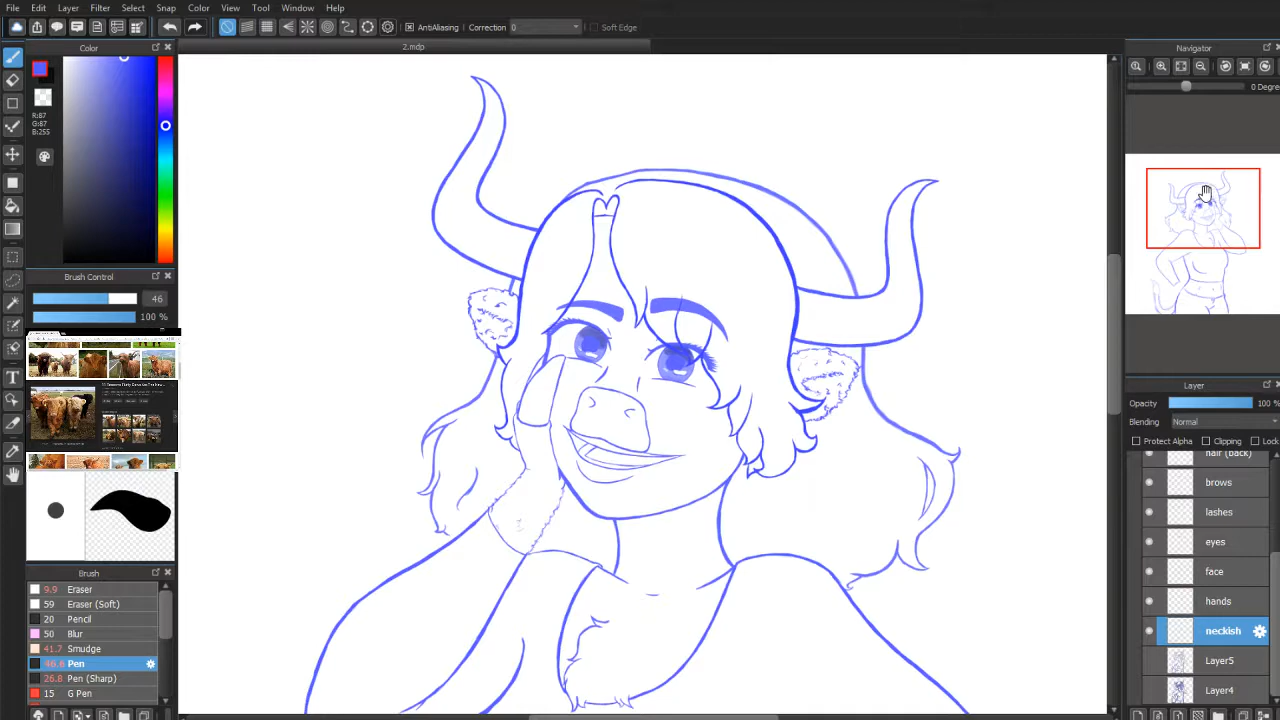 File Edit Layer Filter Select Snap Color View Tool Window Help
AntiAliasing Correction 0 Soft Edge
2.mdp
Color
R:87
G:87
B:255
Brush Control
46
100 %
Brush
9.9 Eraser
59 Eraser (Soft)
20 Pencil
50 Blur
41.7 Smudge
46.6 Pen
26.8 Pen (Sharp)
15 G Pen
Navigator
0 Degree
Layer
Opacity 100 %
Blending Normal
Protect Alpha Clipping Lock
hair (back)
brows
lashes
eyes
face
hands
neckish
Layer5
Layer4